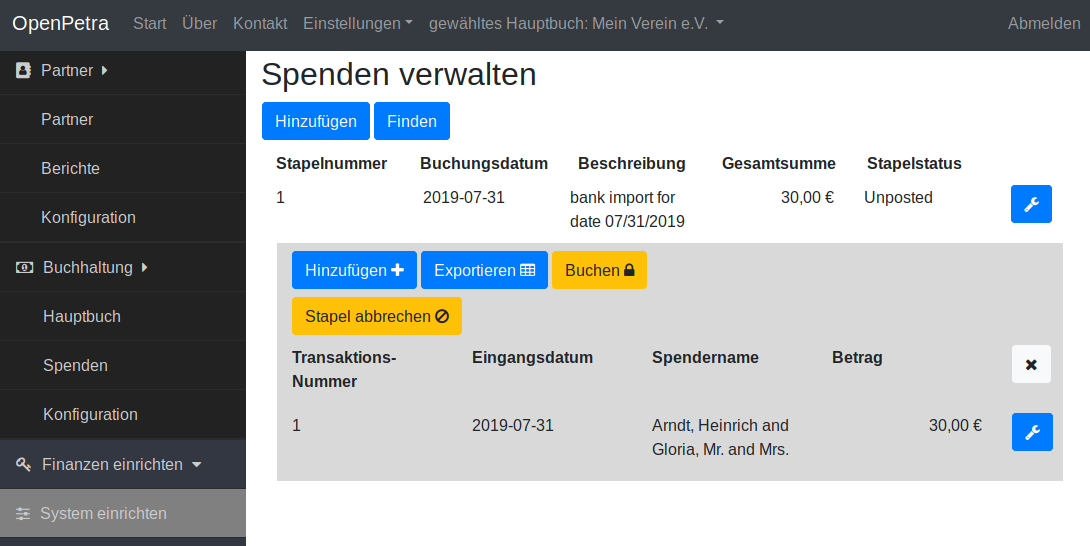 OpenPetra Start Über Kontakt Einstellungen gewähltes Hauptbuch: Mein Verein e.V. Abmelden
Partner
Partner
Berichte
Konfiguration
Buchhaltung
Hauptbuch
Spenden
Konfiguration
Finanzen einrichten
System einrichten
Spenden verwalten
Hinzufügen Finden
Stapelnummer Buchungsdatum Beschreibung Gesamtsumme Stapelstatus
1 2019-07-31 bank import for 30,00 € Unposted
date 07/31/2019
Hinzufügen Exportieren Buchen
Stapel abbrechen
Transaktions- Eingangsdatum Spendername Betrag
Nummer
1 2019-07-31 Arndt, Heinrich and 30,00 €
Gloria, Mr. and Mrs.